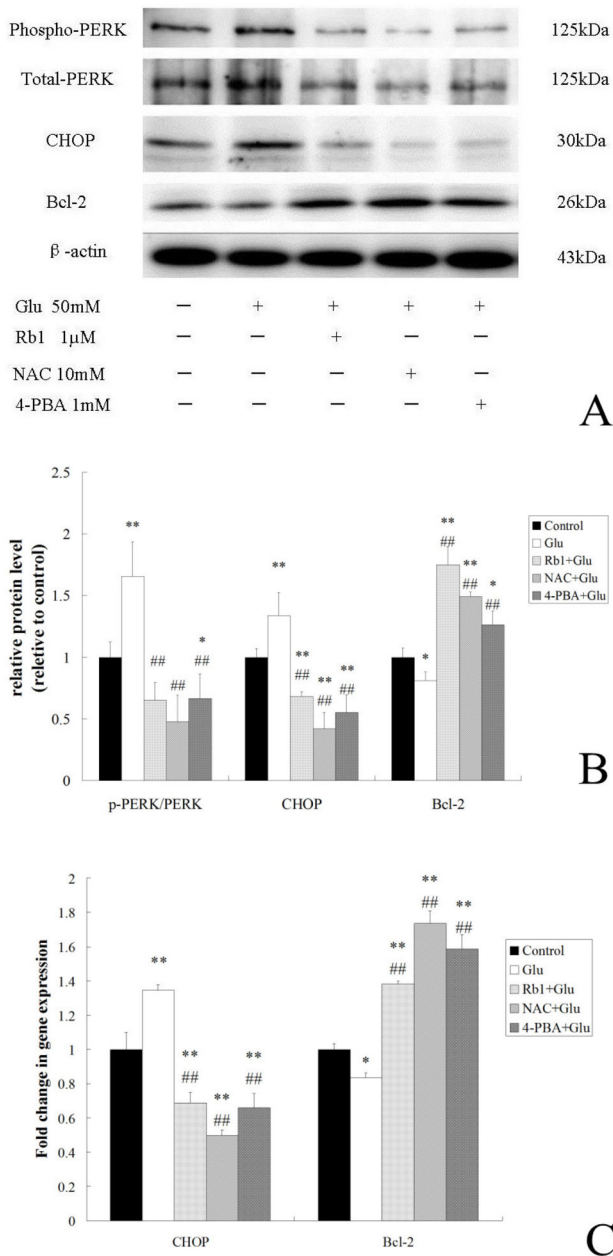 Phospho-PERK 125kDa
Total-PERK 125kDa
CHOP 30kDa
Bcl-2 26kDa
β-actin 43kDa
Glu 50mM − + + + +
Rb1 1µM − − + − −
NAC 10mM − − − + −
4-PBA 1mM − − − − +
A
relative protein level
(reletive to control)
2.5
2
1.5
1
0.5
0
**
##
##
*
##
**
**
##
**
##
**
##
*
**
##
**
##
*
##
p-PERK/PERK CHOP Bcl-2
Control
Glu
Rb1+Glu
NAC+Glu
4-PBA+Glu
B
Fold change in gene expression
2
1.8
1.6
1.4
1.2
1
0.8
0.6
0.4
0.2
0
**
**
##
**
##
**
##
*
**
##
**
##
**
##
CHOP Bcl-2
Control
Glu
Rb1+Glu
NAC+Glu
4-PBA+Glu
C